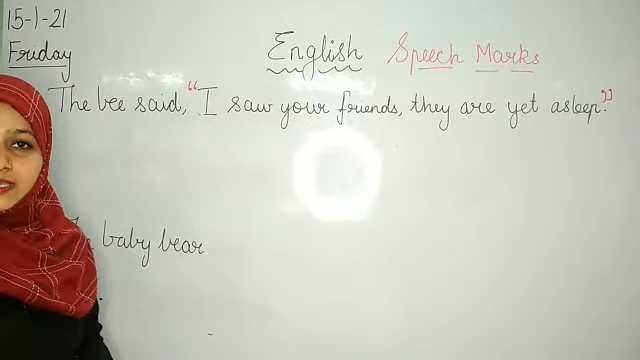 15-1-21
Friday
English Speech Marks
The bee said, “I saw your friends, they are yet asleep.”
baby bear